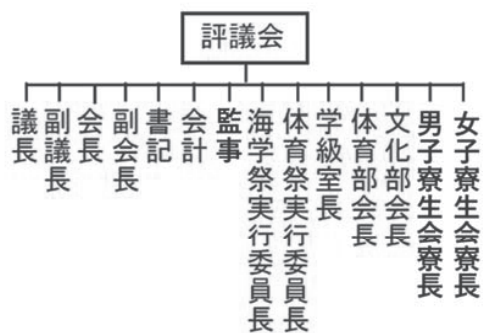 評議会
議長
副議長
会長
副会長
書記
会計
監事
海学祭実行委員長
体育祭実行委員長
学級室長
体育部会長
文化部会長
男子寮生会寮長
女子寮生会寮長